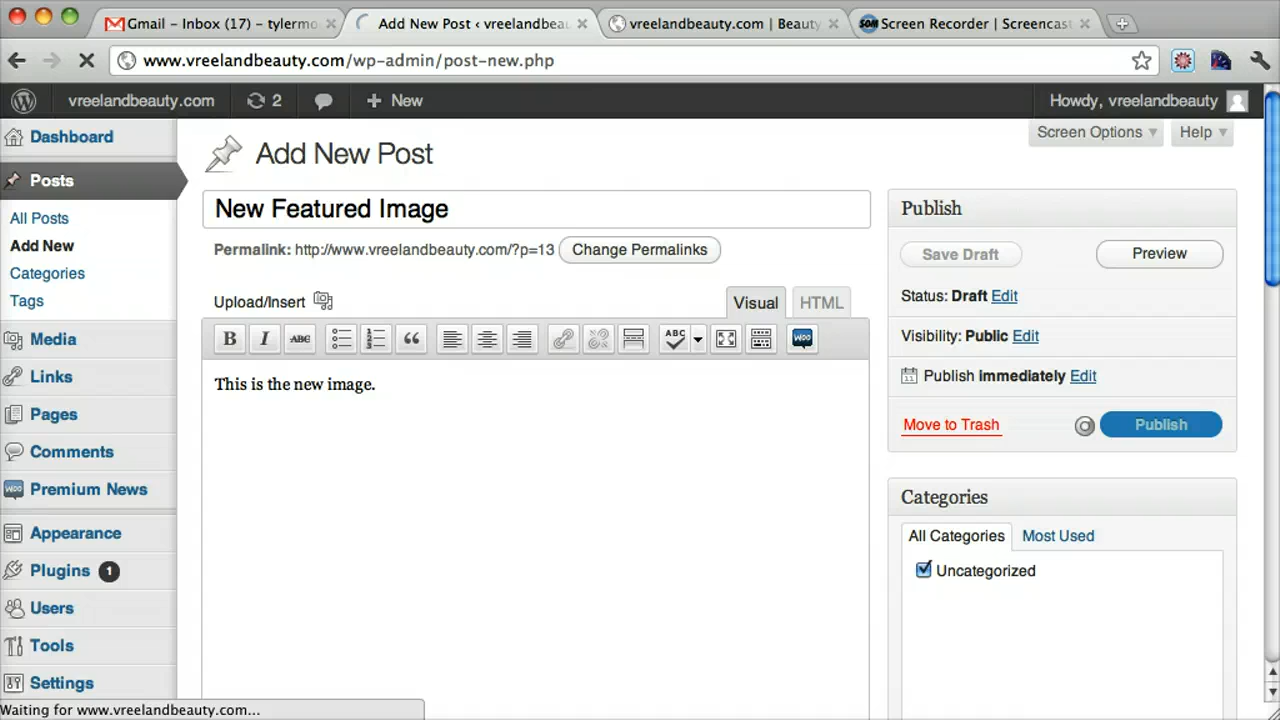 Gmail - Inbox (17) - tylermo
Add New Post ‹ vreelandbeau
vreelandbeauty.com | Beauty
SOM Screen Recorder | Screencast
www.vreelandbeauty.com/wp-admin/post-new.php
vreelandbeauty.com 2 + New Howdy, vreelandbeauty
Screen Options Help
Dashboard
Posts
All Posts
Add New
Categories
Tags
Media
Links
Pages
Comments
WOO Premium News
Appearance
Plugins 1
Users
Tools
Settings
Add New Post
New Featured Image
Permalink: http://www.vreelandbeauty.com/?p=13 Change Permalinks
Upload/Insert Visual HTML
B I ABC “ ABC WOO
This is the new image.
Publish
Save Draft Preview
Status: Draft Edit
Visibility: Public Edit
Publish immediately Edit
Move to Trash Publish
Categories
All Categories Most Used
Uncategorized
Waiting for www.vreelandbeauty.com...